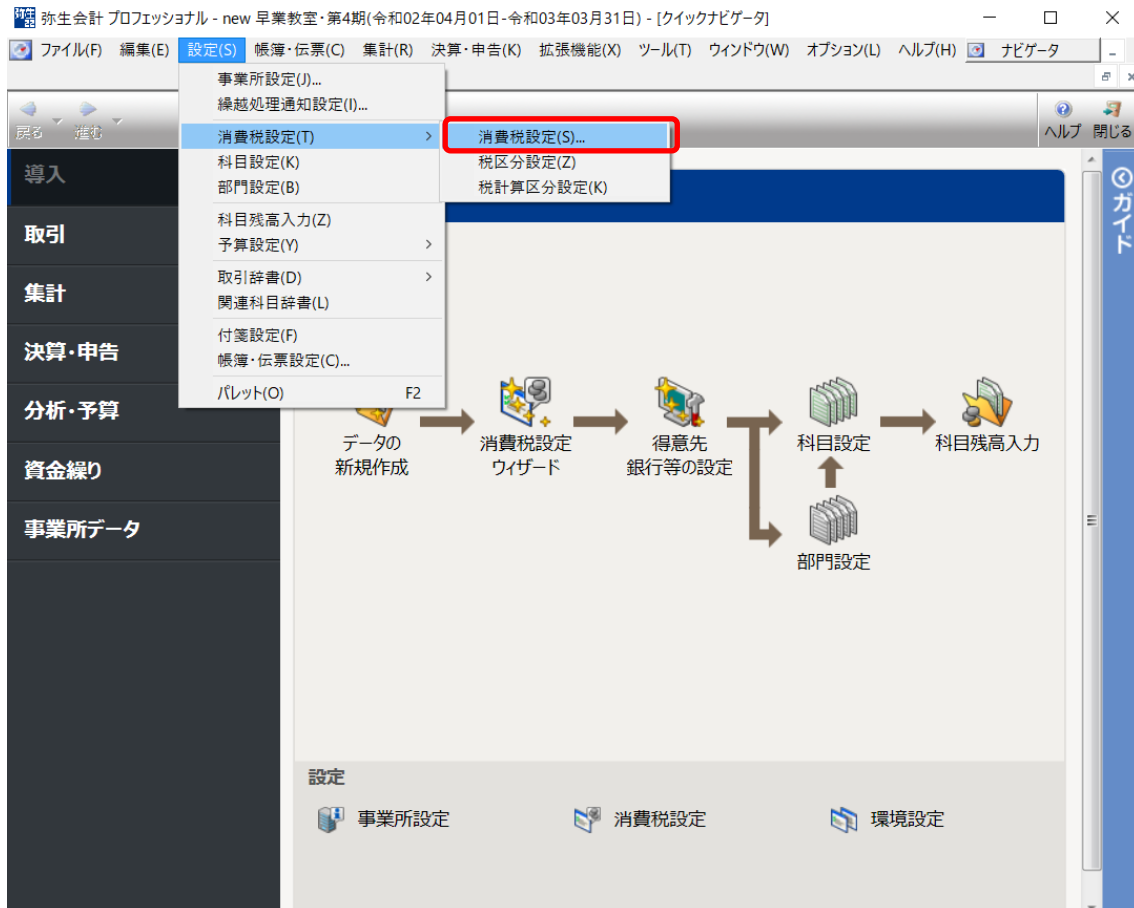 弥生会計 プロフェッショナル - new 早業教室・第4期(令和02年04月01日-令和03年03月31日) - [クイックナビゲータ]
ファイル(F) 編集(E) 設定(S) 帳簿・伝票(C) 集計(R) 決算・申告(K) 拡張機能(X) ツール(T) ウィンドウ(W) オプション(L) ヘルプ(H) ナビゲータ
戻る 進む ヘルプ 閉じる
事業所設定(J)...
繰越処理通知設定(I)...
消費税設定(T)
科目設定(K)
部門設定(B)
科目残高入力(Z)
予算設定(Y)
取引辞書(D)
関連科目辞書(L)
付箋設定(F)
帳簿・伝票設定(C)...
パレット(O) F2
消費税設定(S)...
税区分設定(Z)
税計算区分設定(K)
導入
取引
集計
決算・申告
分析・予算
資金繰り
事業所データ
ガイド
データの
新規作成
消費税設定
ウィザード
得意先
銀行等の設定
科目設定
科目残高入力
部門設定
設定
事業所設定 消費税設定 環境設定